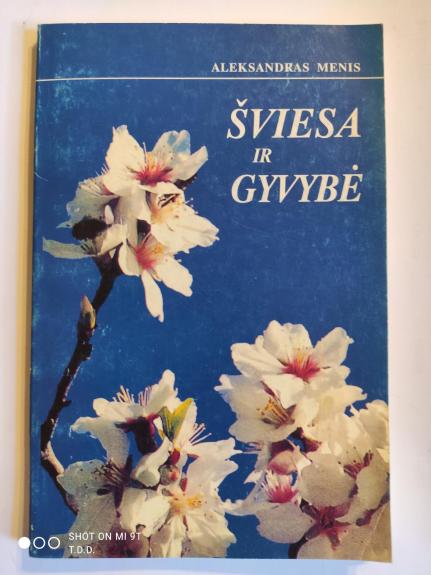 ALEKSANDRAS MENIS
ŠVIESA
IR
GYVYBĖ
SHOT ON MI 9T
T.D.D.